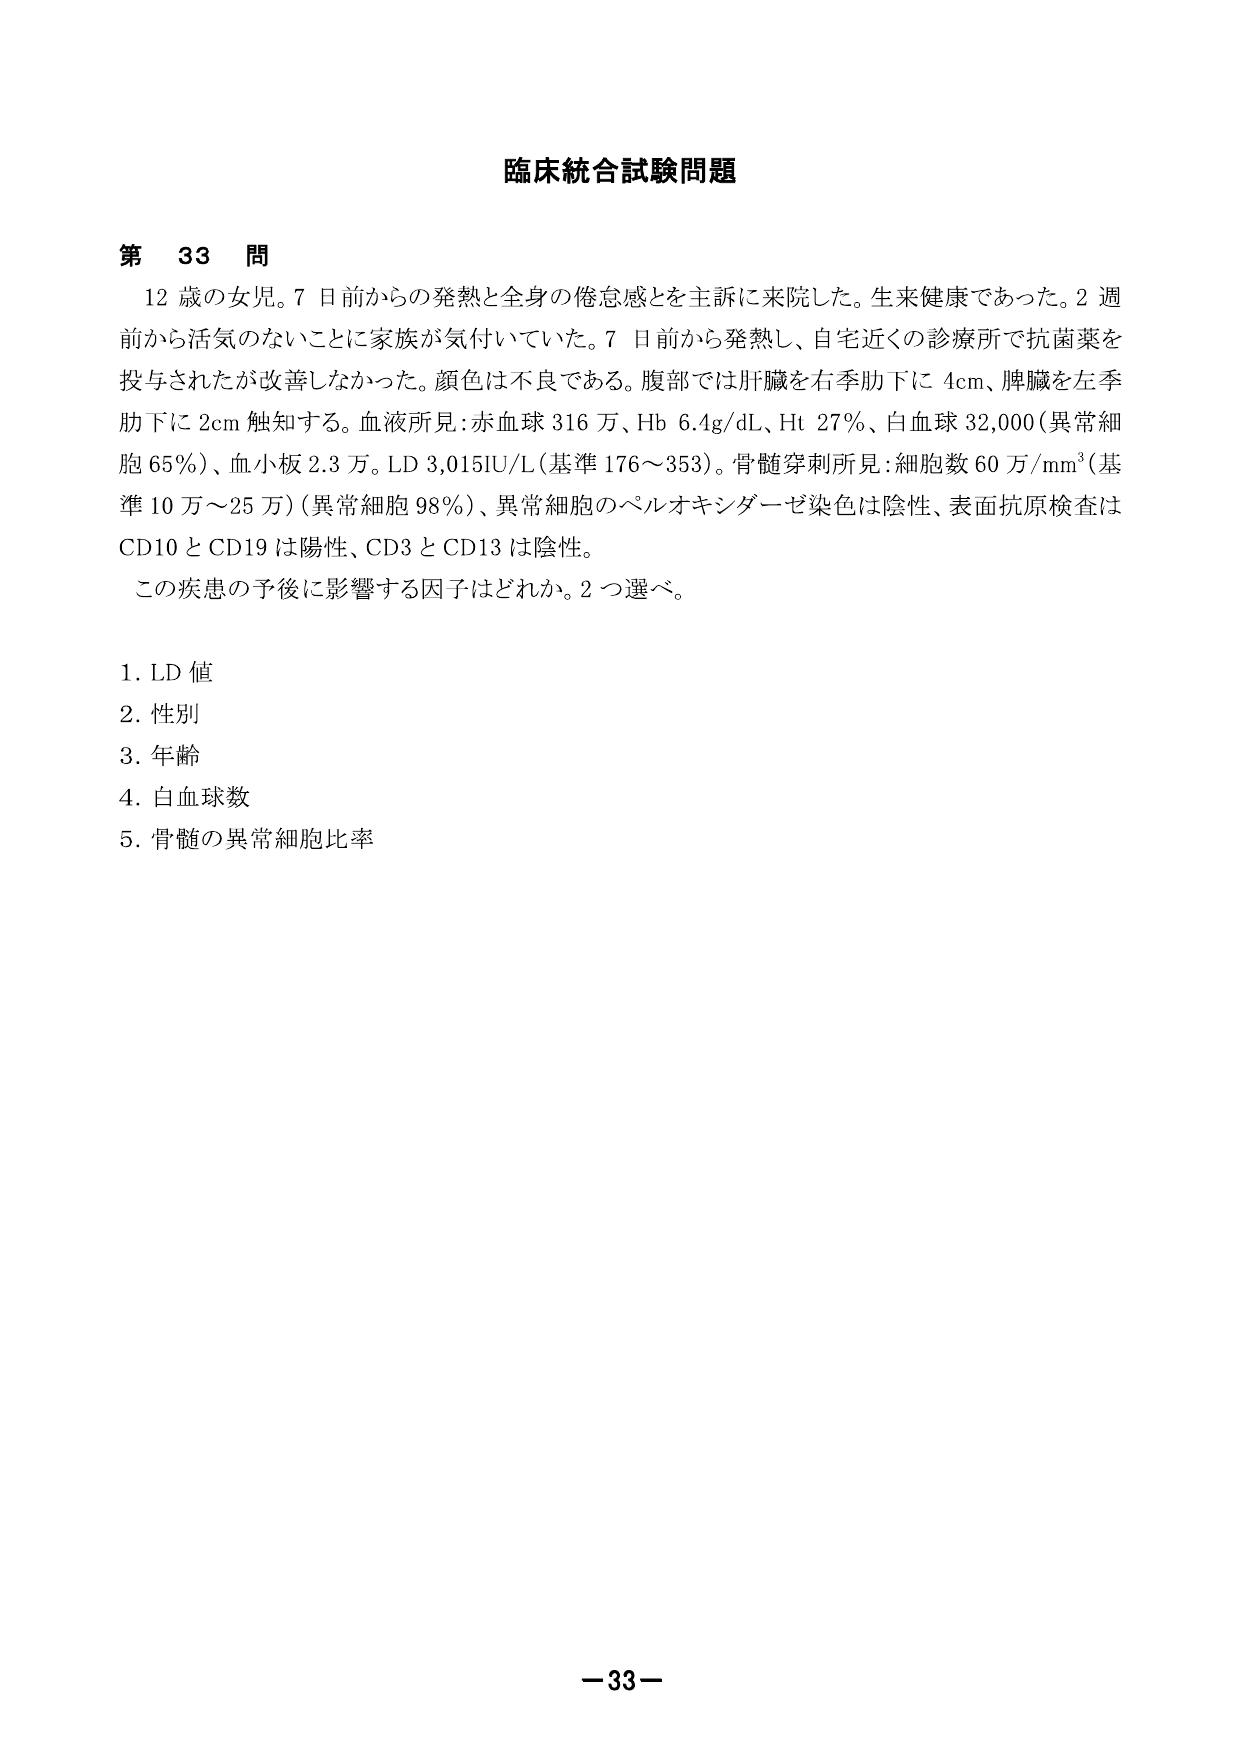 臨床統合試験問題
第 33 問
12 歳の女児。7 日前からの発熱と全身の倦怠感とを主訴に来院した。生来健康であった。2 週
前から活気のないことに家族が気付いていた。7 日前から発熱し、自宅近くの診療所で抗菌薬を
投与されたが改善しなかった。顔色は不良である。腹部では肝臓を右季肋下に 4cm、脾臓を左季
肋下に 2cm 触知する。血液所見:赤血球 316 万、Hb 6.4g/dL、Ht 27%、白血球 32,000(異常細
胞 65%)、血小板 2.3 万。LD 3,015IU/L(基準 176～353)。骨髄穿刺所見:細胞数 60 万/mm³(基
準 10 万～25 万)(異常細胞 98%)、異常細胞のペルオキシダーゼ染色は陰性、表面抗原検査は
CD10 と CD19 は陽性、CD3 と CD13 は陰性。
この疾患の予後に影響する因子はどれか。2 つ選べ。
1. LD 値
2. 性別
3. 年齢
4. 白血球数
5. 骨髄の異常細胞比率
－33－